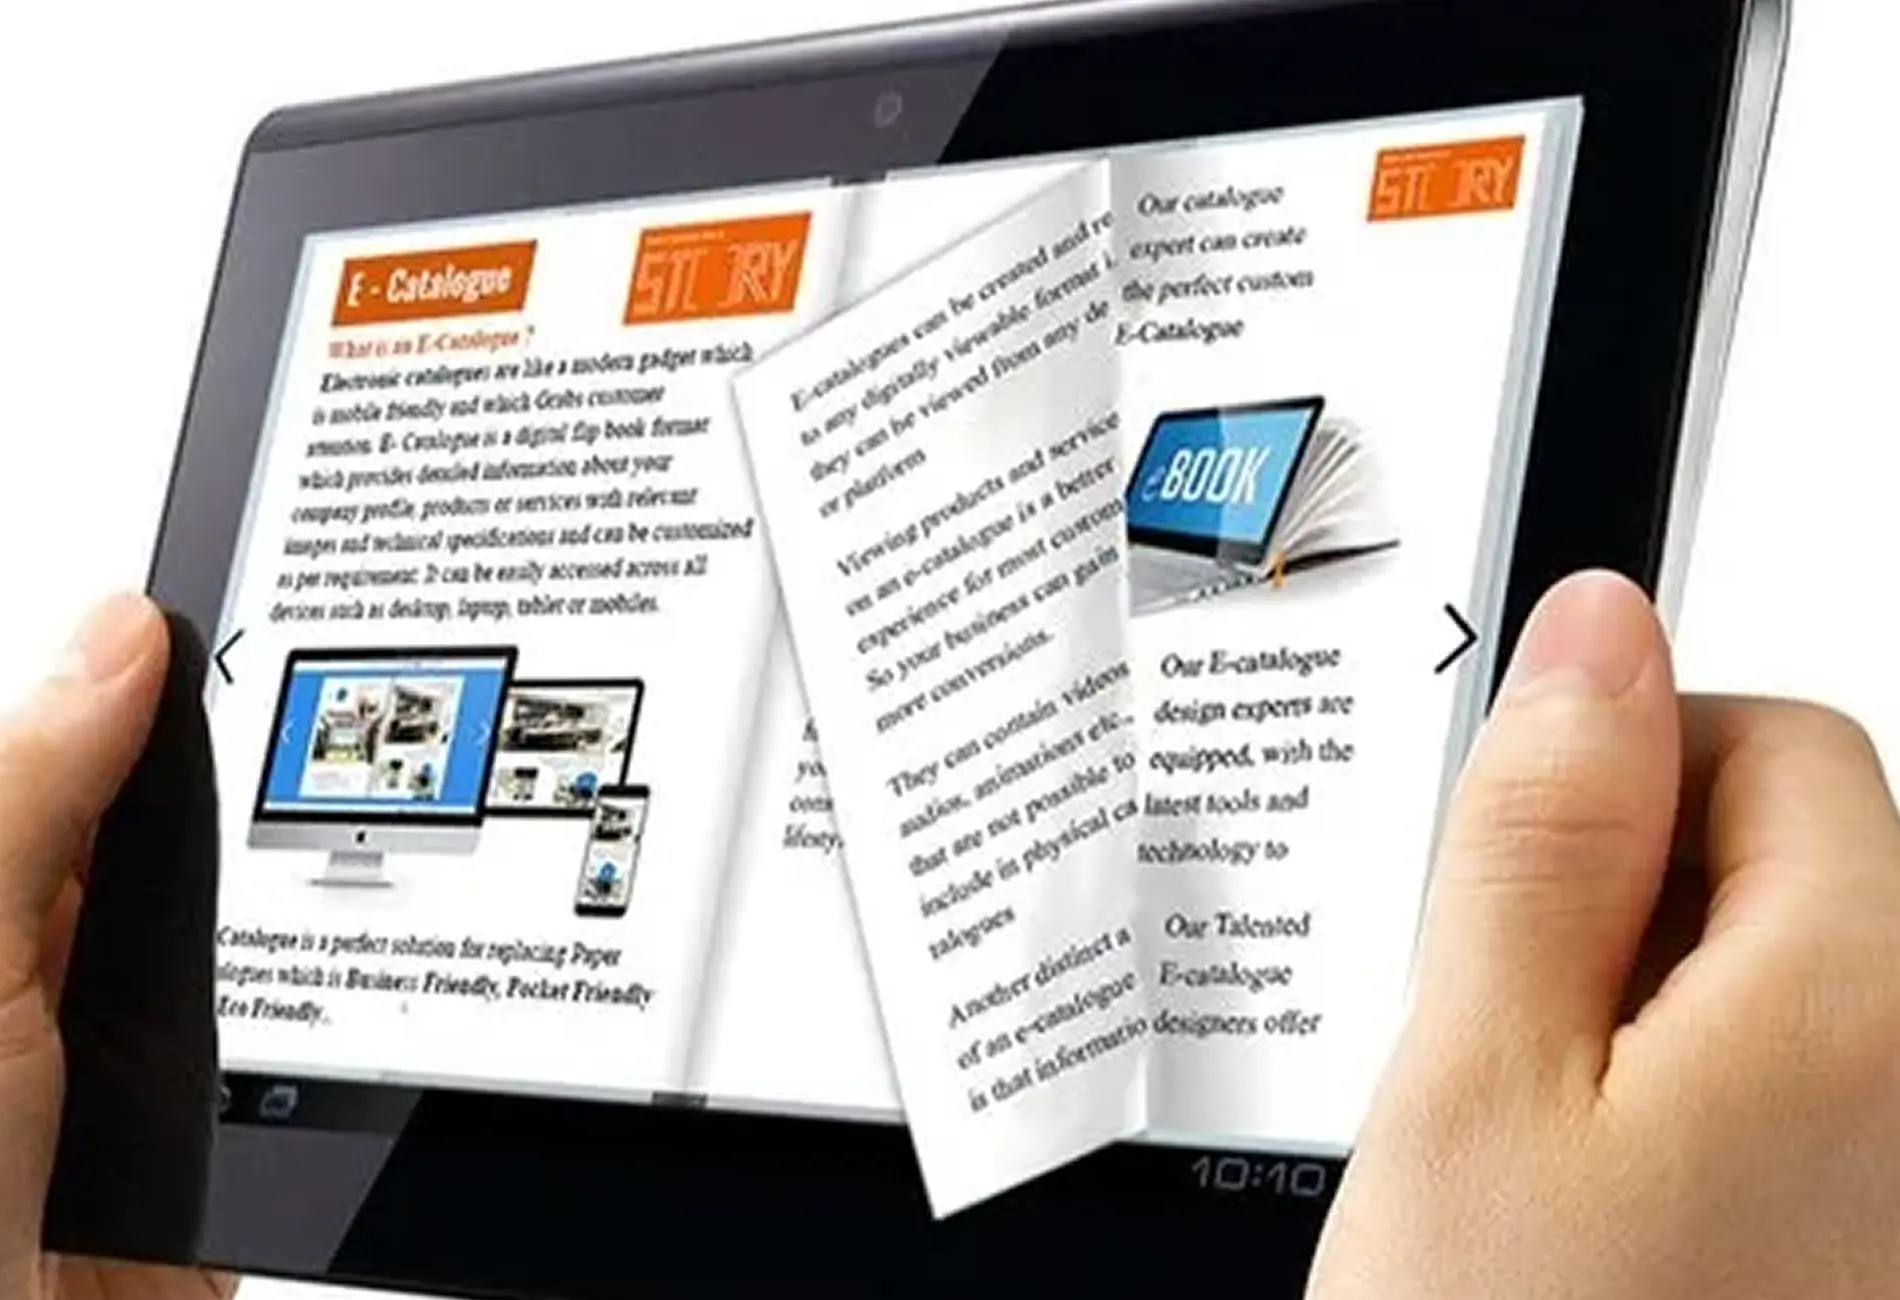 E - Catalogue
What is an E-Catalogue ?
Electronic catalogues are like a modern gadget which
is mobile friendly and which Grabs customer
attention. E- Catalogue is a digital flip book format
which provides detailed information about your
company profile, products or services with relevant
images and technical specifications and can be customized
as per requirement. It can be easily accessed across all
devices such as desktop, laptop, tablet or mobiles.
Catalogue is a perfect solution for replacing Paper
alogues which is Business Friendly, Pocket Friendly
Eco Friendly.
E-catalogues can be created and re
to any digitally viewable format i
they can be viewed from any de
or platform
Viewing products and service
on an e-catalogue is a better
experience for most custom
So your business can gain
more conversions.
They can contain videos
audios, animations etc.,
that are not possible to
include in physical ca
talogues
Another distinct a
of an e-catalogue
is that informatio
Our catalogue
expert can create
the perfect custom
E-Catalogue
eBOOK
Our E-catalogue
design experts are
equipped, with the
latest tools and
technology to
Our Talented
E-catalogue
designers offer
10:10